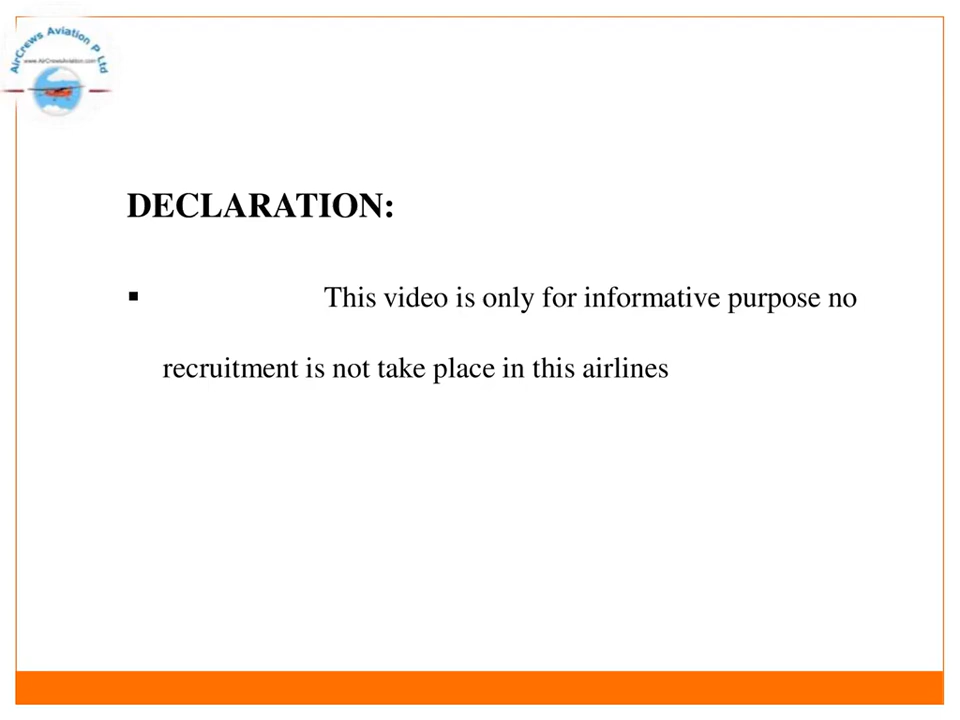 AirCrews Aviation P Ltd
www.AirCrewsAviation.com
DECLARATION:
▪ This video is only for informative purpose no
recruitment is not take place in this airlines